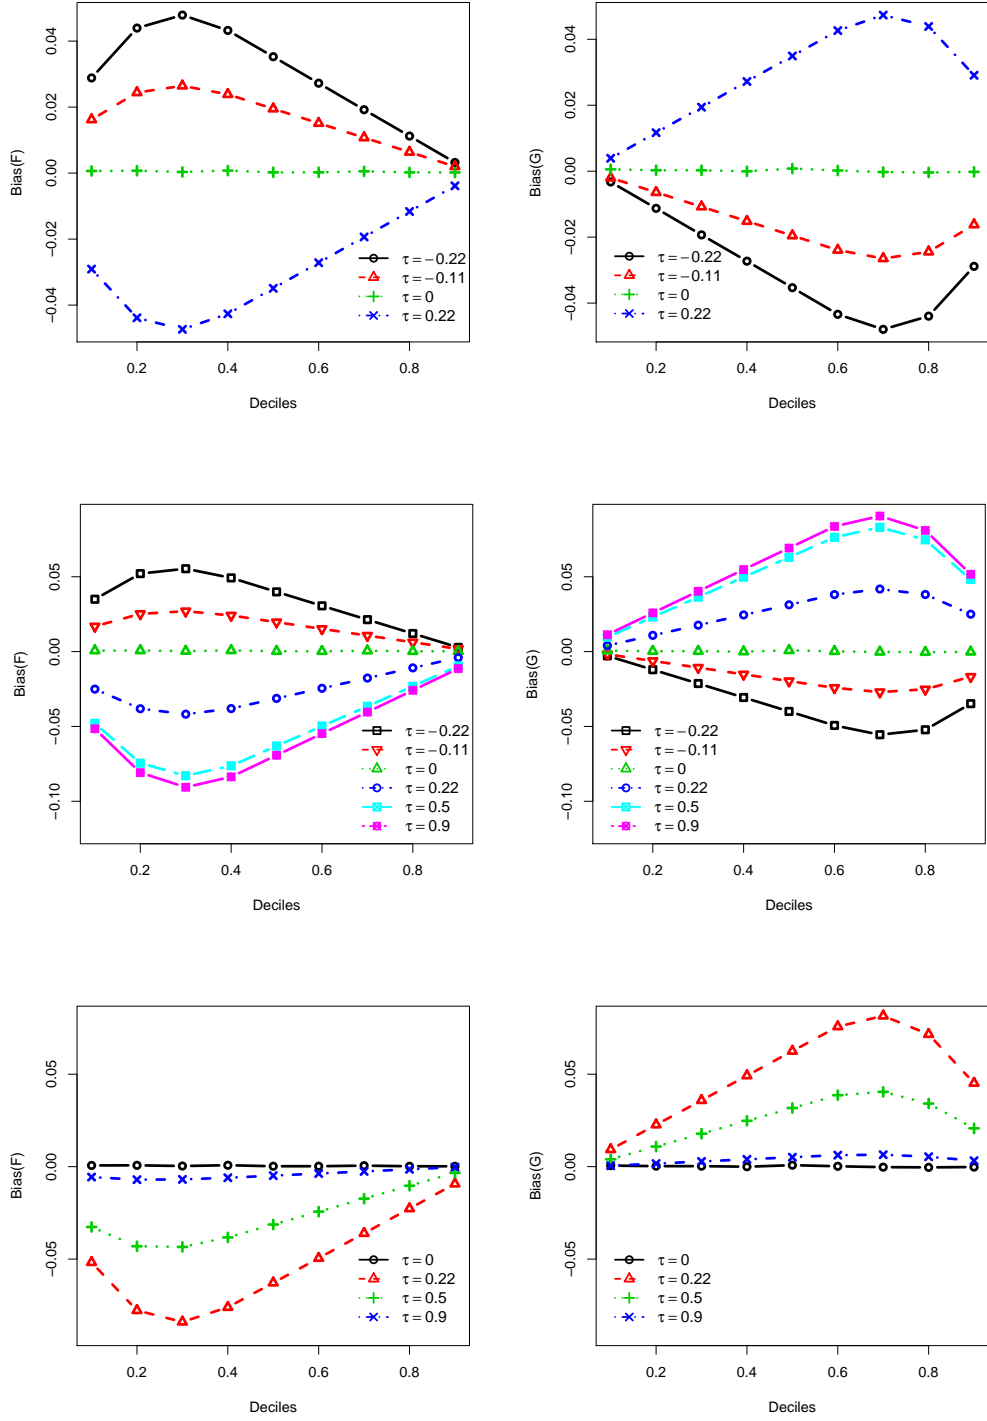 Bias(F)
0.04
0.02
0.00
−0.02
−0.04
τ = −0.22
τ = −0.11
τ = 0
τ = 0.22
0.2 0.4 0.6 0.8
Deciles
Bias(G)
0.04
0.02
0.00
−0.02
−0.04
τ = −0.22
τ = −0.11
τ = 0
τ = 0.22
0.2 0.4 0.6 0.8
Deciles
Bias(F)
0.05
0.00
−0.05
−0.10
τ = −0.22
τ = −0.11
τ = 0
τ = 0.22
τ = 0.5
τ = 0.9
0.2 0.4 0.6 0.8
Deciles
Bias(G)
0.05
0.00
−0.05
−0.10
τ = −0.22
τ = −0.11
τ = 0
τ = 0.22
τ = 0.5
τ = 0.9
0.2 0.4 0.6 0.8
Deciles
Bias(F)
0.05
0.00
−0.05
τ = 0
τ = 0.22
τ = 0.5
τ = 0.9
0.2 0.4 0.6 0.8
Deciles
Bias(G)
0.05
0.00
−0.05
τ = 0
τ = 0.22
τ = 0.5
τ = 0.9
0.2 0.4 0.6 0.8
Deciles